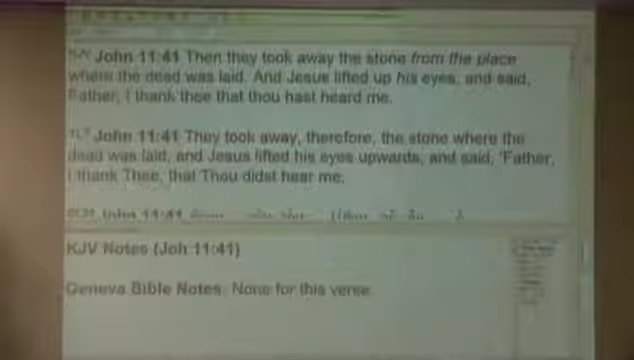 KJV John 11:41 Then they took away the stone from the place
where the dead was laid. And Jesus lifted up his eyes, and said,
Father, I thank thee that thou hast heard me.
YLT John 11:41 They took away, therefore, the stone where the
dead was laid, and Jesus lifted his eyes upwards, and said, 'Father,
I thank Thee, that Thou didst hear me;
John 11:41
KJV Notes (Joh 11:41)
Geneva Bible Notes: None for this verse